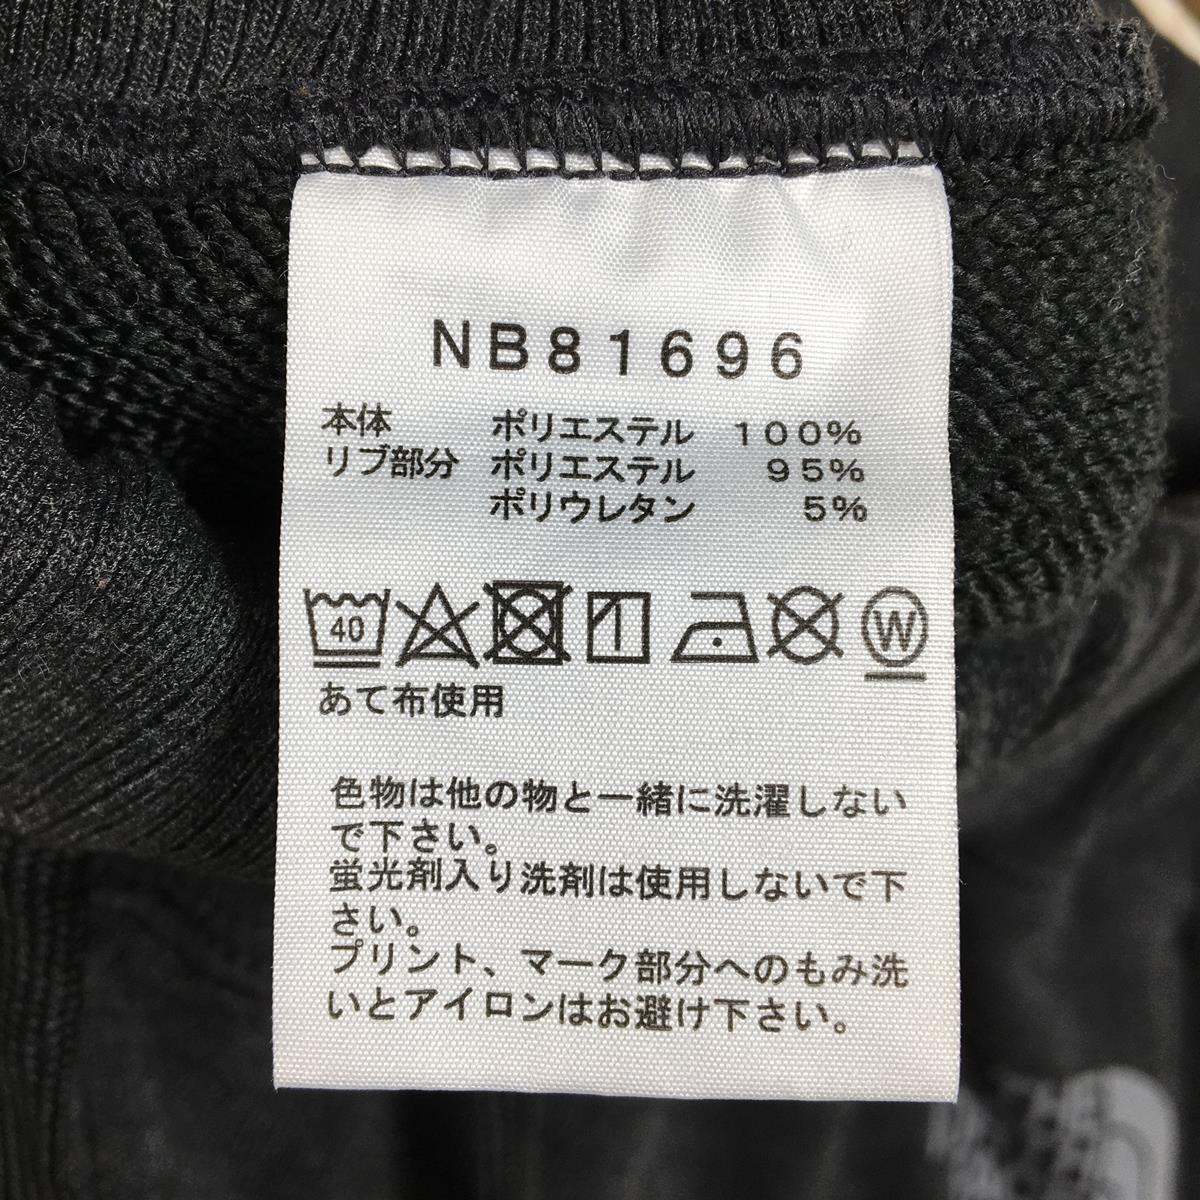 NB81696
本体 ポリエステル 100%
リブ部分 ポリエステル 95%
ポリウレタン 5%
40 W
あて布使用
色物は他の物と一緒に洗濯しない
で下さい。
蛍光剤入り洗剤は使用しないで下
さい。
プリント、マーク部分へのもみ洗
いとアイロンはお避け下さい。